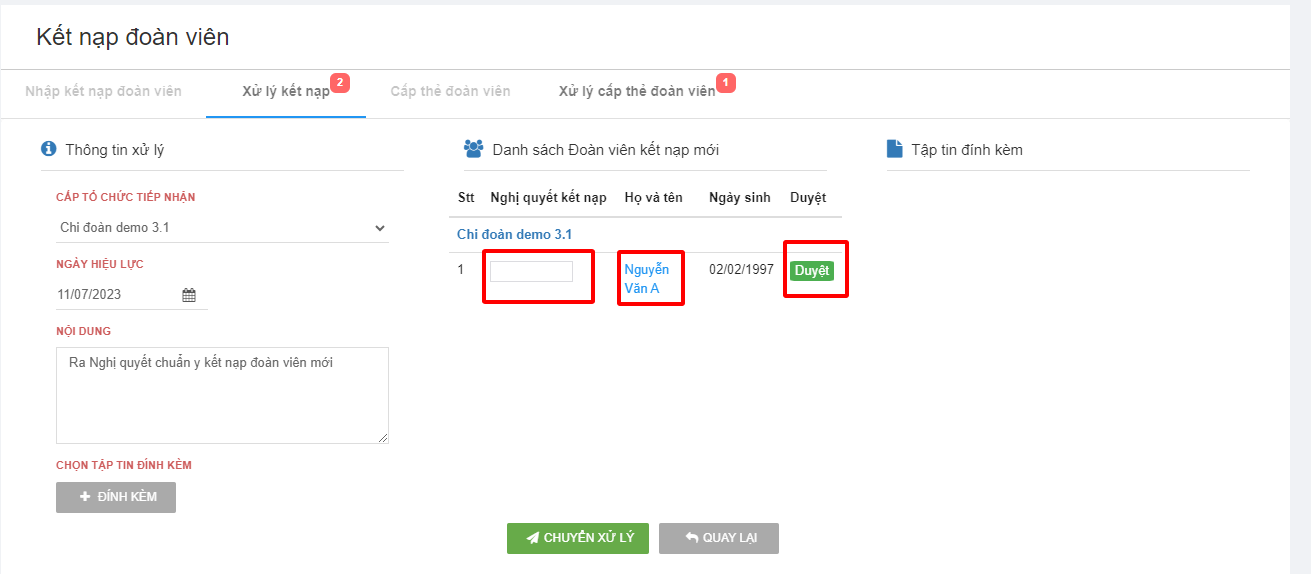 Kết nạp đoàn viên
Nhập kết nạp đoàn viên
Xử lý kết nạp
2
Cấp thẻ đoàn viên
Xử lý cấp thẻ đoàn viên
1
Thông tin xử lý
CẤP TỔ CHỨC TIẾP NHẬN
Chi đoàn demo 3.1
NGÀY HIỆU LỰC
11/07/2023
NỘI DUNG
Ra Nghị quyết chuẩn y kết nạp đoàn viên mới
CHỌN TẬP TIN ĐÍNH KÈM
ĐÍNH KÈM
Danh sách Đoàn viên kết nạp mới
Stt Nghị quyết kết nạp Họ và tên Ngày sinh Duyệt
Chi đoàn demo 3.1
1 Nguyễn 02/02/1997 Duyệt
Văn A
Tập tin đính kèm
CHUYỂN XỬ LÝ
QUAY LẠI